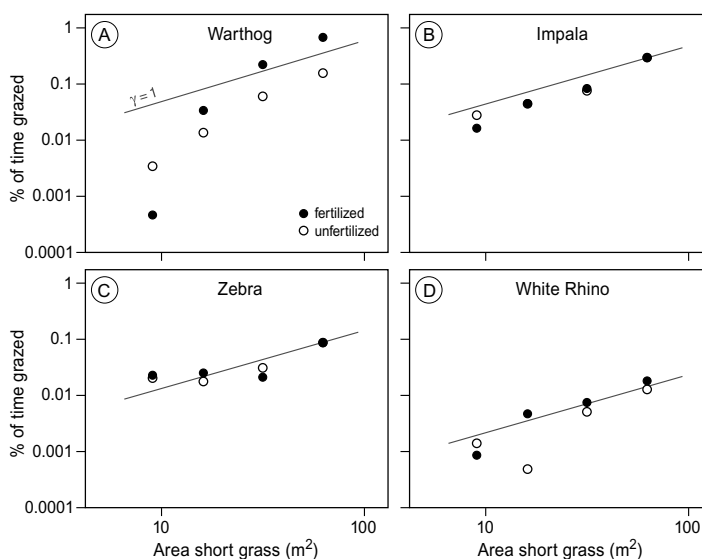 A
Warthog
B
Impala
1
0.1
0.01
0.001
0.0001
% of time grazed
γ = 1
fertilized
unfertilized
10
100
C
Zebra
D
White Rhino
1
0.1
0.01
0.001
0.0001
% of time grazed
10
100
10
100
Area short grass (m²)
Area short grass (m²)